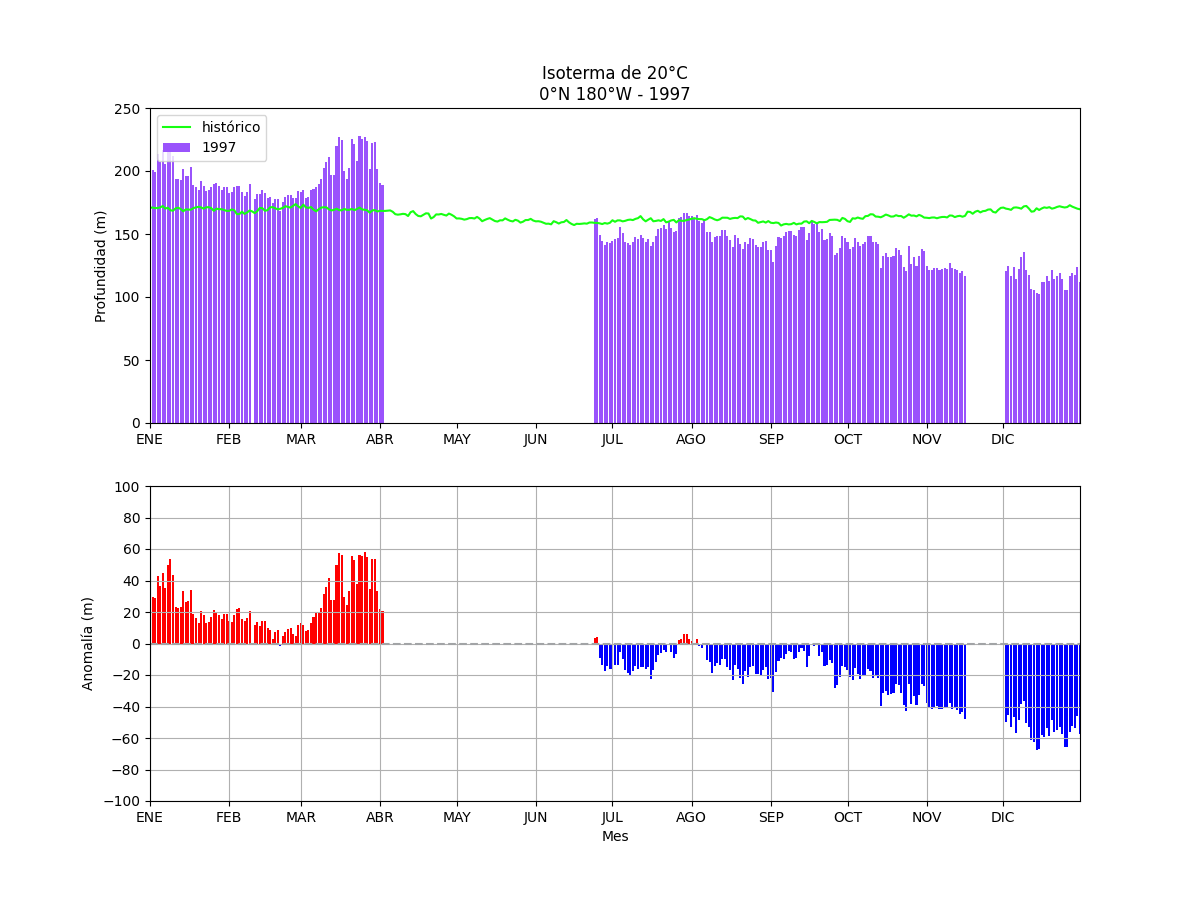 Isoterma de 20°C
0°N 180°W - 1997
250
200
150
100
50
0
Profundidad (m)
histórico
1997
ENE FEB MAR ABR MAY JUN JUL AGO SEP OCT NOV DIC
100
80
60
40
20
0
−20
−40
−60
−80
−100
Anomalía (m)
ENE FEB MAR ABR MAY JUN JUL AGO SEP OCT NOV DIC
Mes